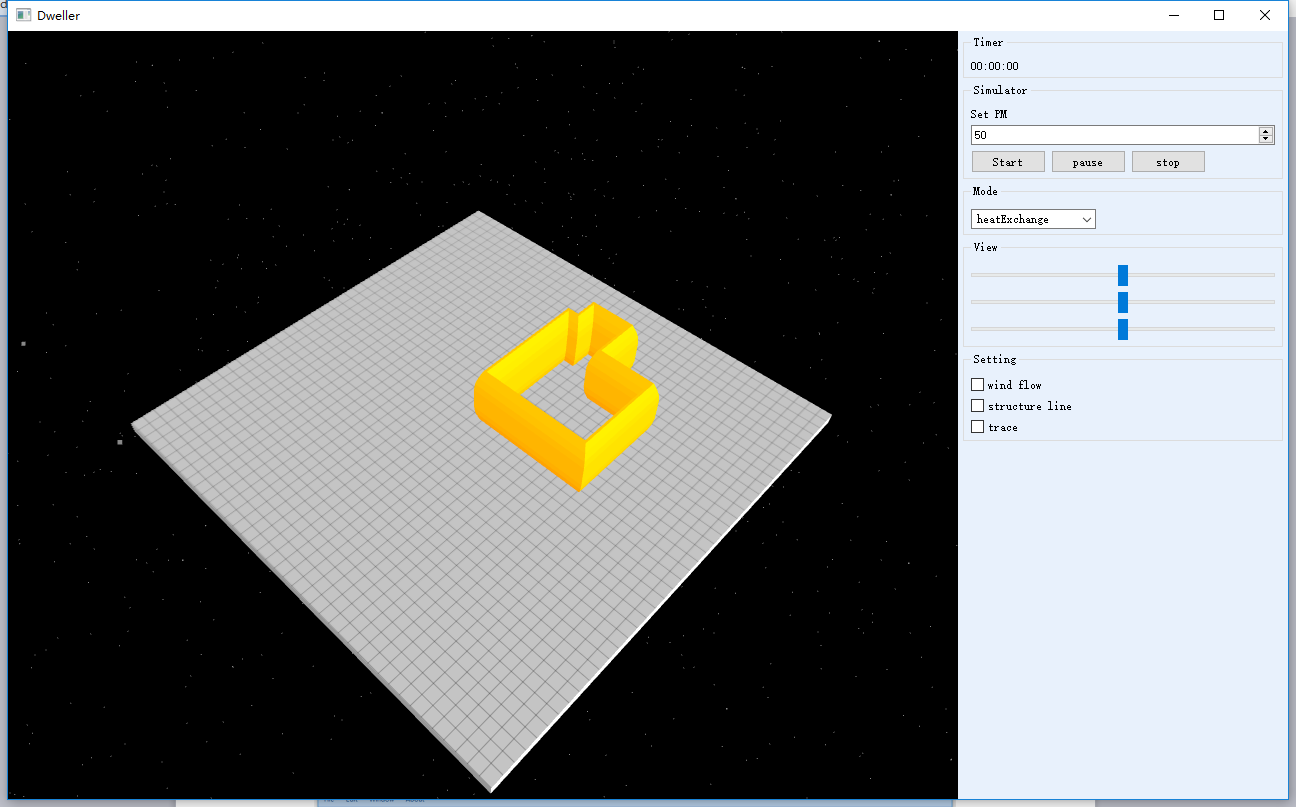 Dweller
Timer
00:00:00
Simulator
Set PM
50
Start pause stop
Mode
heatExchange
View
Setting
wind flow
structure line
trace